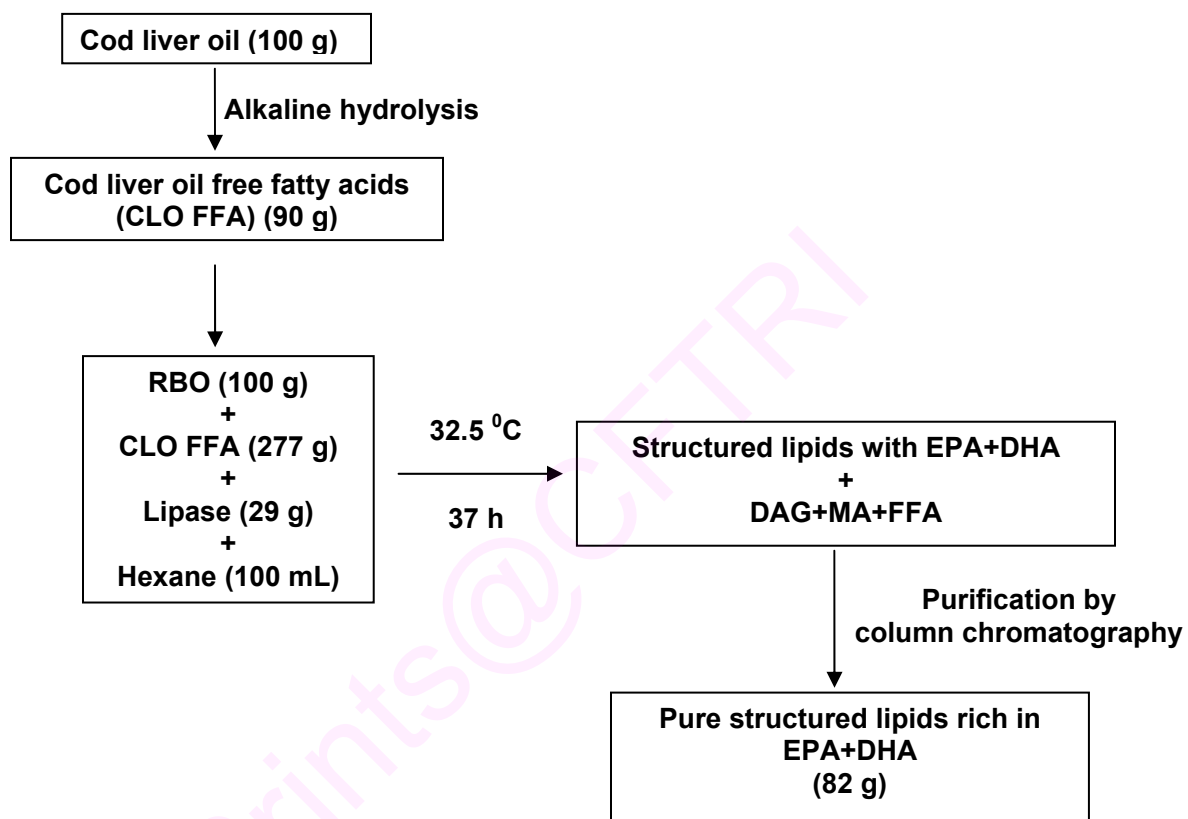 Cod liver oil (100 g)
Alkaline hydrolysis
Cod liver oil free fatty acids
(CLO FFA) (90 g)
RBO (100 g)
+
CLO FFA (277 g)
+
Lipase (29 g)
+
Hexane (100 mL)
32.5 ⁰C
37 h
Structured lipids with EPA+DHA
+
DAG+MA+FFA
Purification by
column chromatography
Pure structured lipids rich in
EPA+DHA
(82 g)
rints@CFTRI